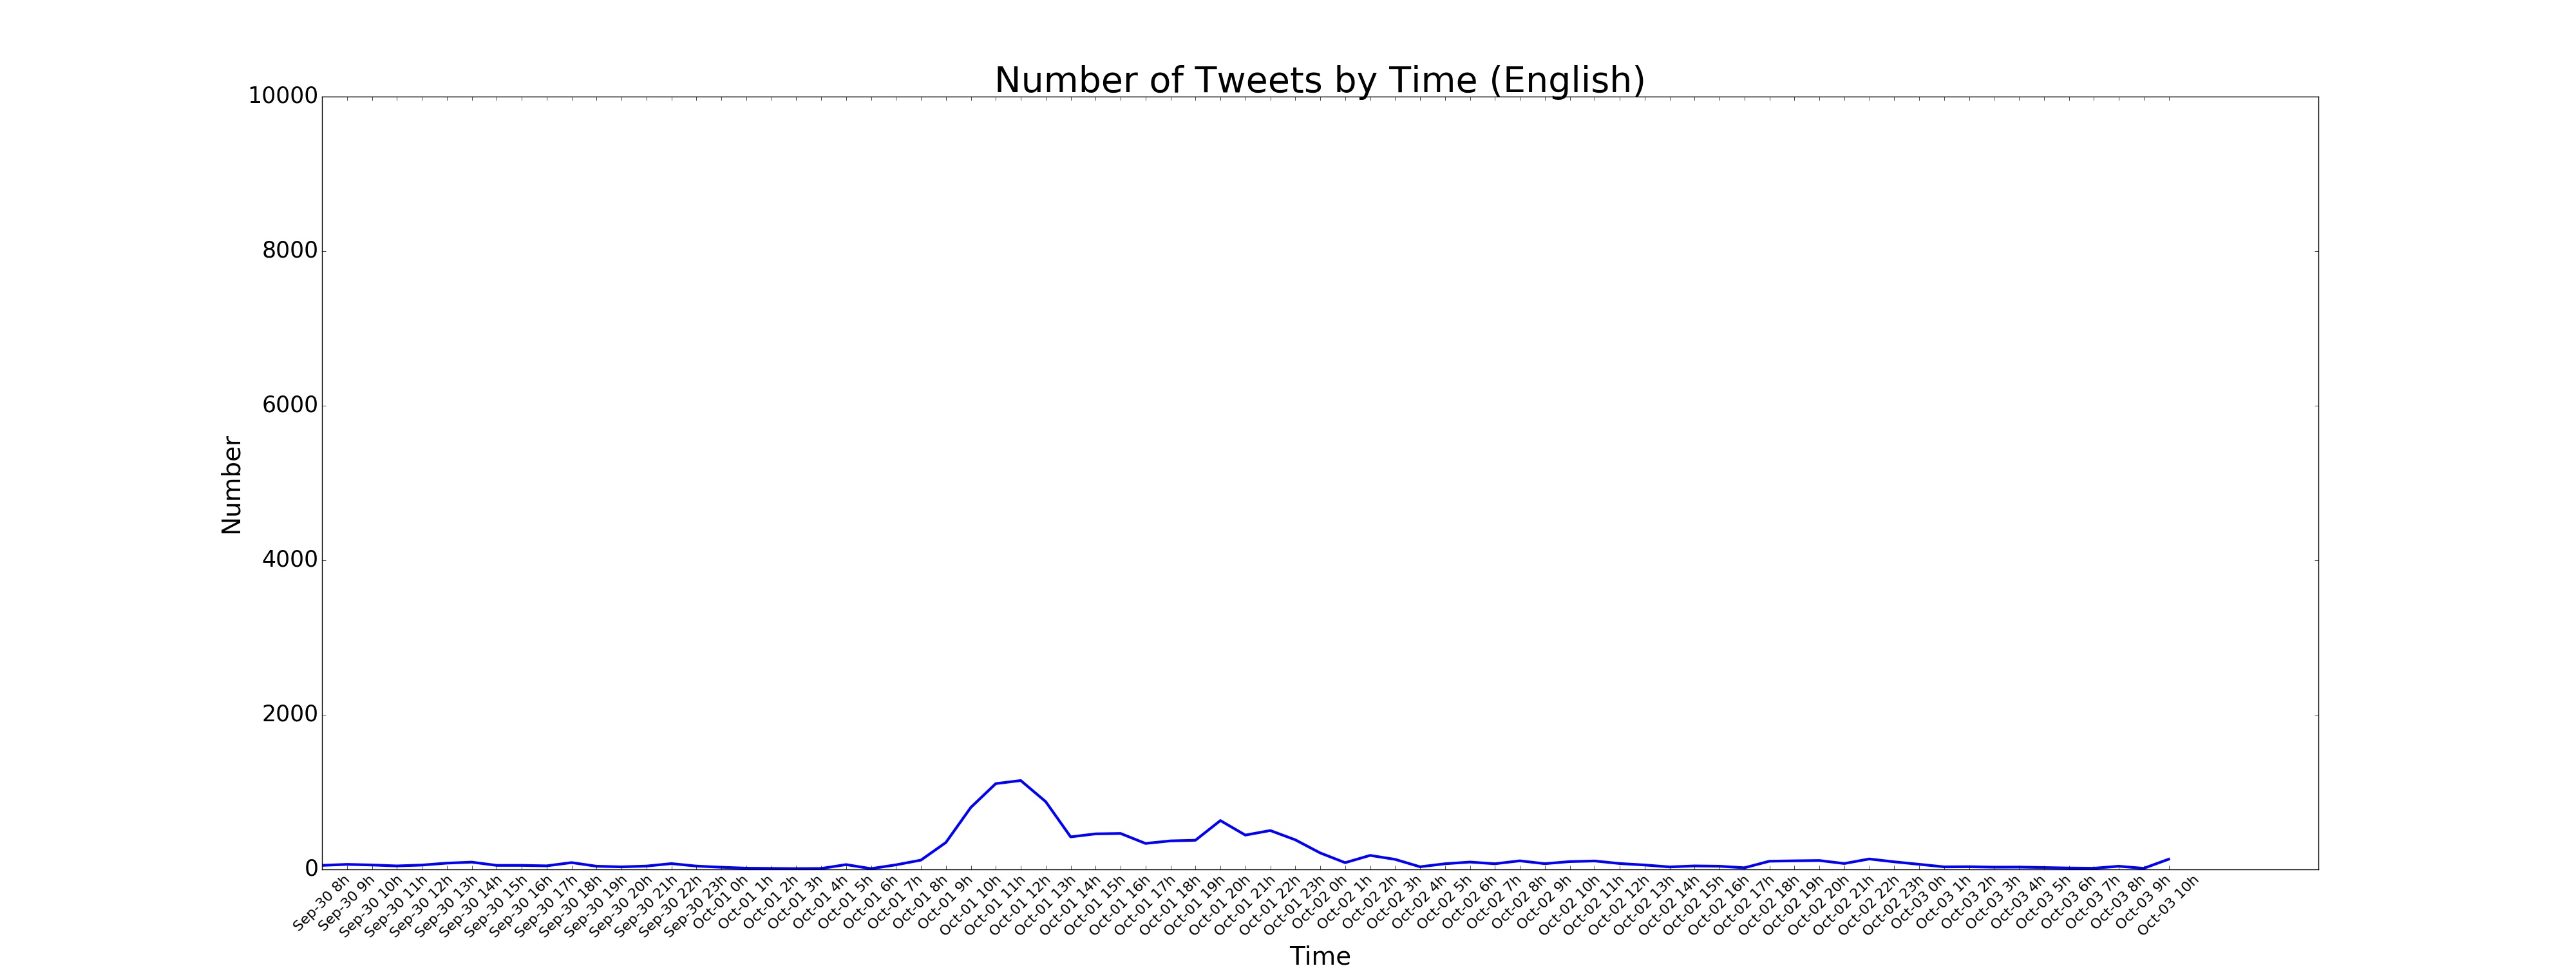 Number of Tweets by Time (English)
10000
8000
6000
4000
2000
0
Number
Sep-30 8h
Sep-30 9h
Sep-30 10h
Sep-30 11h
Sep-30 12h
Sep-30 13h
Sep-30 14h
Sep-30 15h
Sep-30 16h
Sep-30 17h
Sep-30 18h
Sep-30 19h
Sep-30 20h
Sep-30 21h
Sep-30 22h
Sep-30 23h
Oct-01 0h
Oct-01 1h
Oct-01 2h
Oct-01 3h
Oct-01 4h
Oct-01 5h
Oct-01 6h
Oct-01 7h
Oct-01 8h
Oct-01 9h
Oct-01 10h
Oct-01 11h
Oct-01 12h
Oct-01 13h
Oct-01 14h
Oct-01 15h
Oct-01 16h
Oct-01 17h
Oct-01 18h
Oct-01 19h
Oct-01 20h
Oct-01 21h
Oct-01 22h
Oct-01 23h
Oct-02 0h
Oct-02 1h
Oct-02 2h
Oct-02 3h
Oct-02 4h
Oct-02 5h
Oct-02 6h
Oct-02 7h
Oct-02 8h
Oct-02 9h
Oct-02 10h
Oct-02 11h
Oct-02 12h
Oct-02 13h
Oct-02 14h
Oct-02 15h
Oct-02 16h
Oct-02 17h
Oct-02 18h
Oct-02 19h
Oct-02 20h
Oct-02 21h
Oct-02 22h
Oct-02 23h
Oct-03 0h
Oct-03 1h
Oct-03 2h
Oct-03 3h
Oct-03 4h
Oct-03 5h
Oct-03 6h
Oct-03 7h
Oct-03 8h
Oct-03 9h
Oct-03 10h
Time